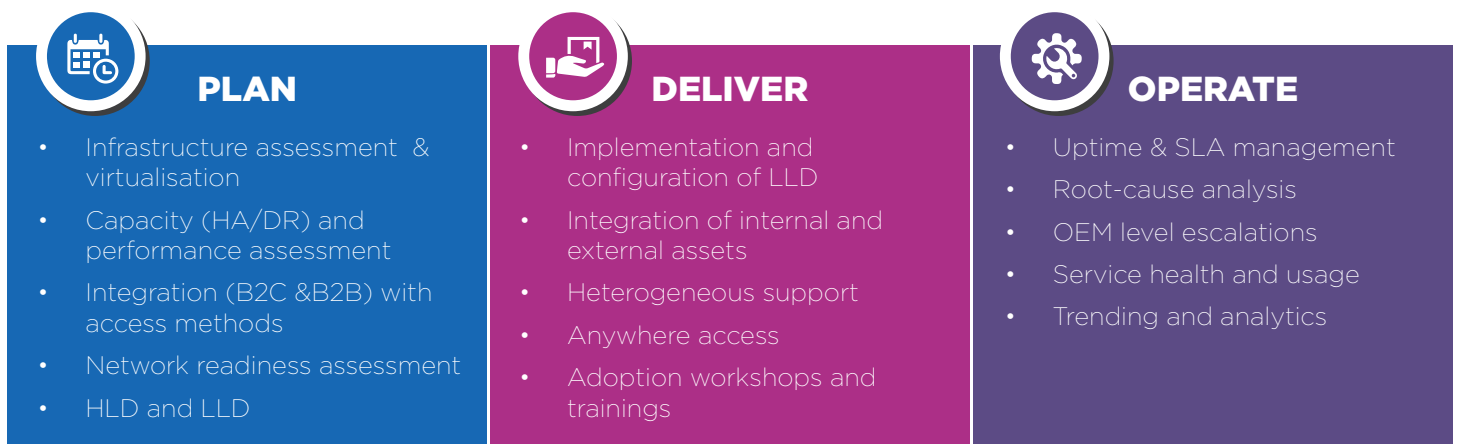 PLAN
• Infrastructure assessment &
virtualisation
• Capacity (HA/DR) and
performance assessment
• Integration (B2C &B2B) with
access methods
• Network readiness assessment
• HLD and LLD
DELIVER
• Implementation and
configuration of LLD
• Integration of internal and
external assets
• Heterogeneous support
• Anywhere access
• Adoption workshops and
trainings
OPERATE
• Uptime & SLA management
• Root-cause analysis
• OEM level escalations
• Service health and usage
• Trending and analytics